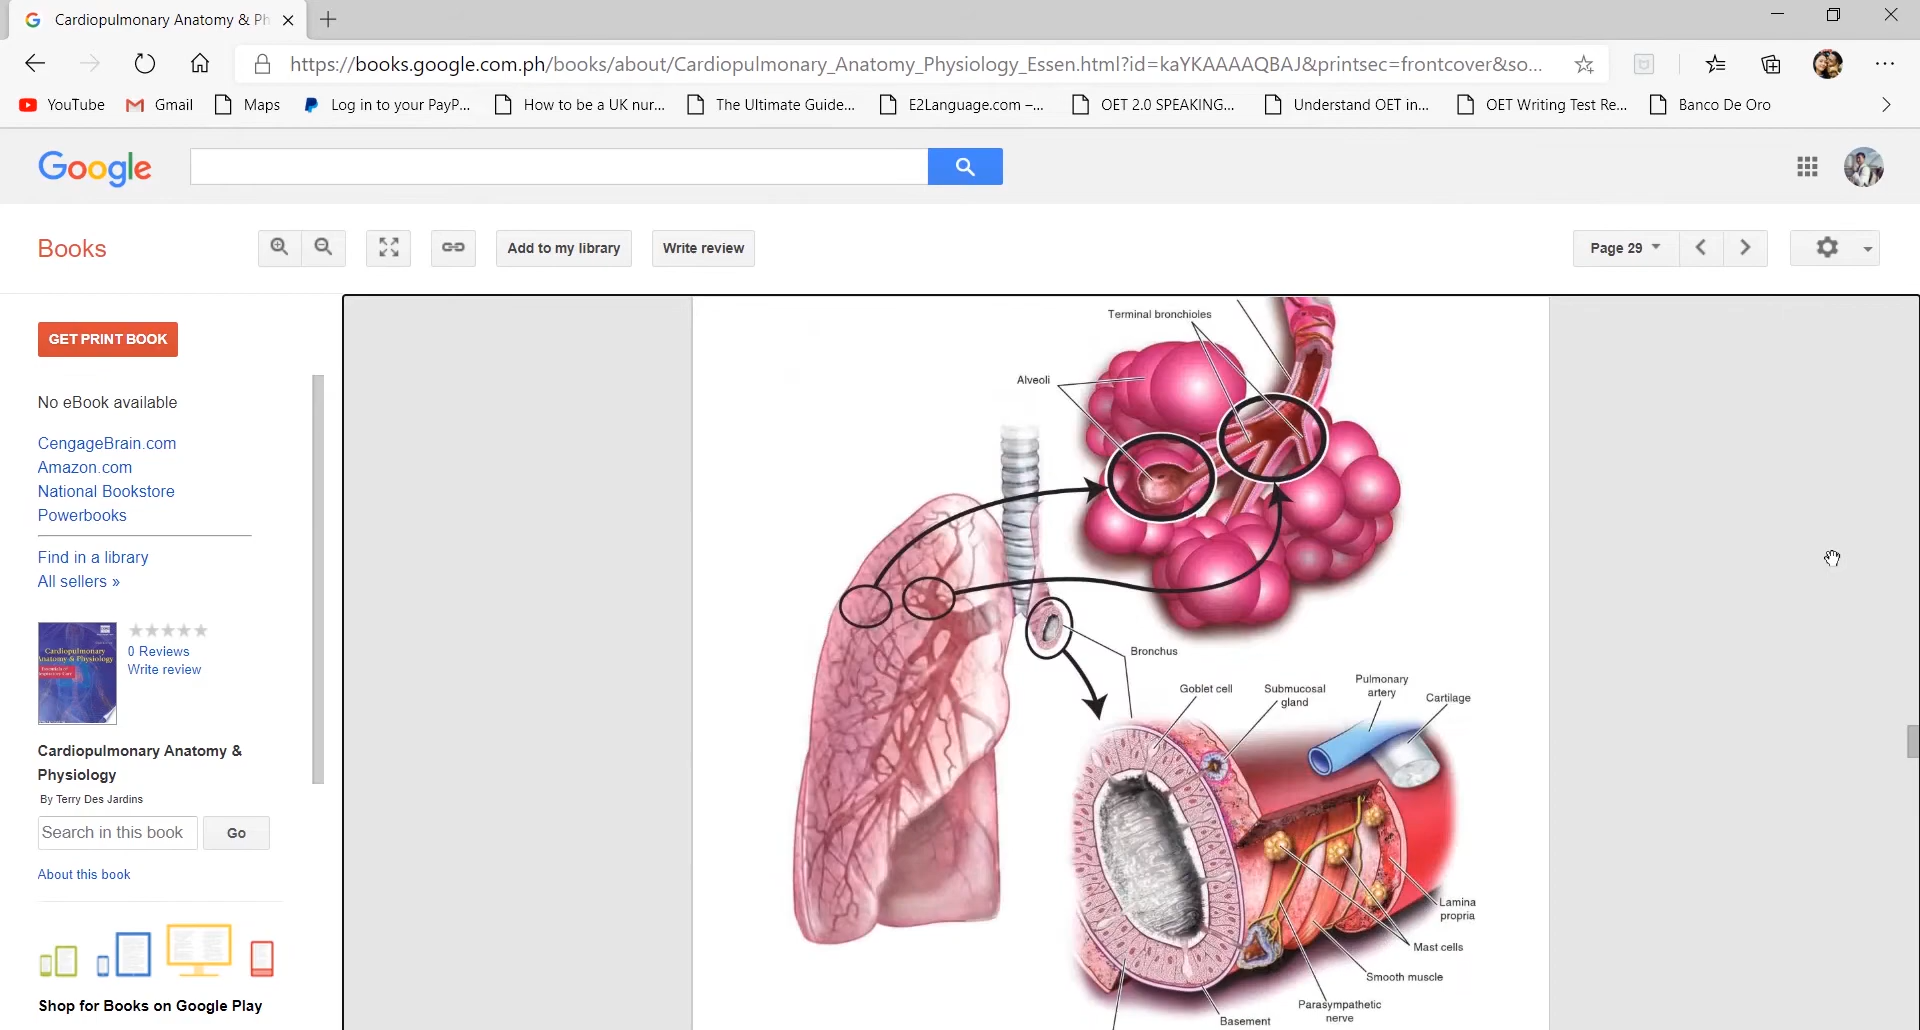 Cardiopulmonary Anatomy & Ph
https://books.google.com.ph/books/about/Cardiopulmonary_Anatomy_Physiology_Essen.html?id=kaYKAAAAQBAJ&printsec=frontcover&so...
YouTube
Gmail
Maps
Log in to your PayP...
How to be a UK nur...
The Ultimate Guide...
E2Language.com –...
OET 2.0 SPEAKING...
Understand OET in...
OET Writing Test Re...
Banco De Oro
Google
Books
Add to my library
Write review
Page 29
GET PRINT BOOK
No eBook available
CengageBrain.com
Amazon.com
National Bookstore
Powerbooks
Find in a library
All sellers »
Cardiopulmonary
Anatomy & Physiology
0 Reviews
Write review
Cardiopulmonary Anatomy &
Physiology
By Terry Des Jardins
Search in this book
Go
About this book
Shop for Books on Google Play
Terminal bronchioles
Alveoli
Bronchus
Goblet cell
Submucosal
gland
Pulmonary
artery
Cartilage
Lamina
propria
Mast cells
Smooth muscle
Parasympathetic
nerve
Basement